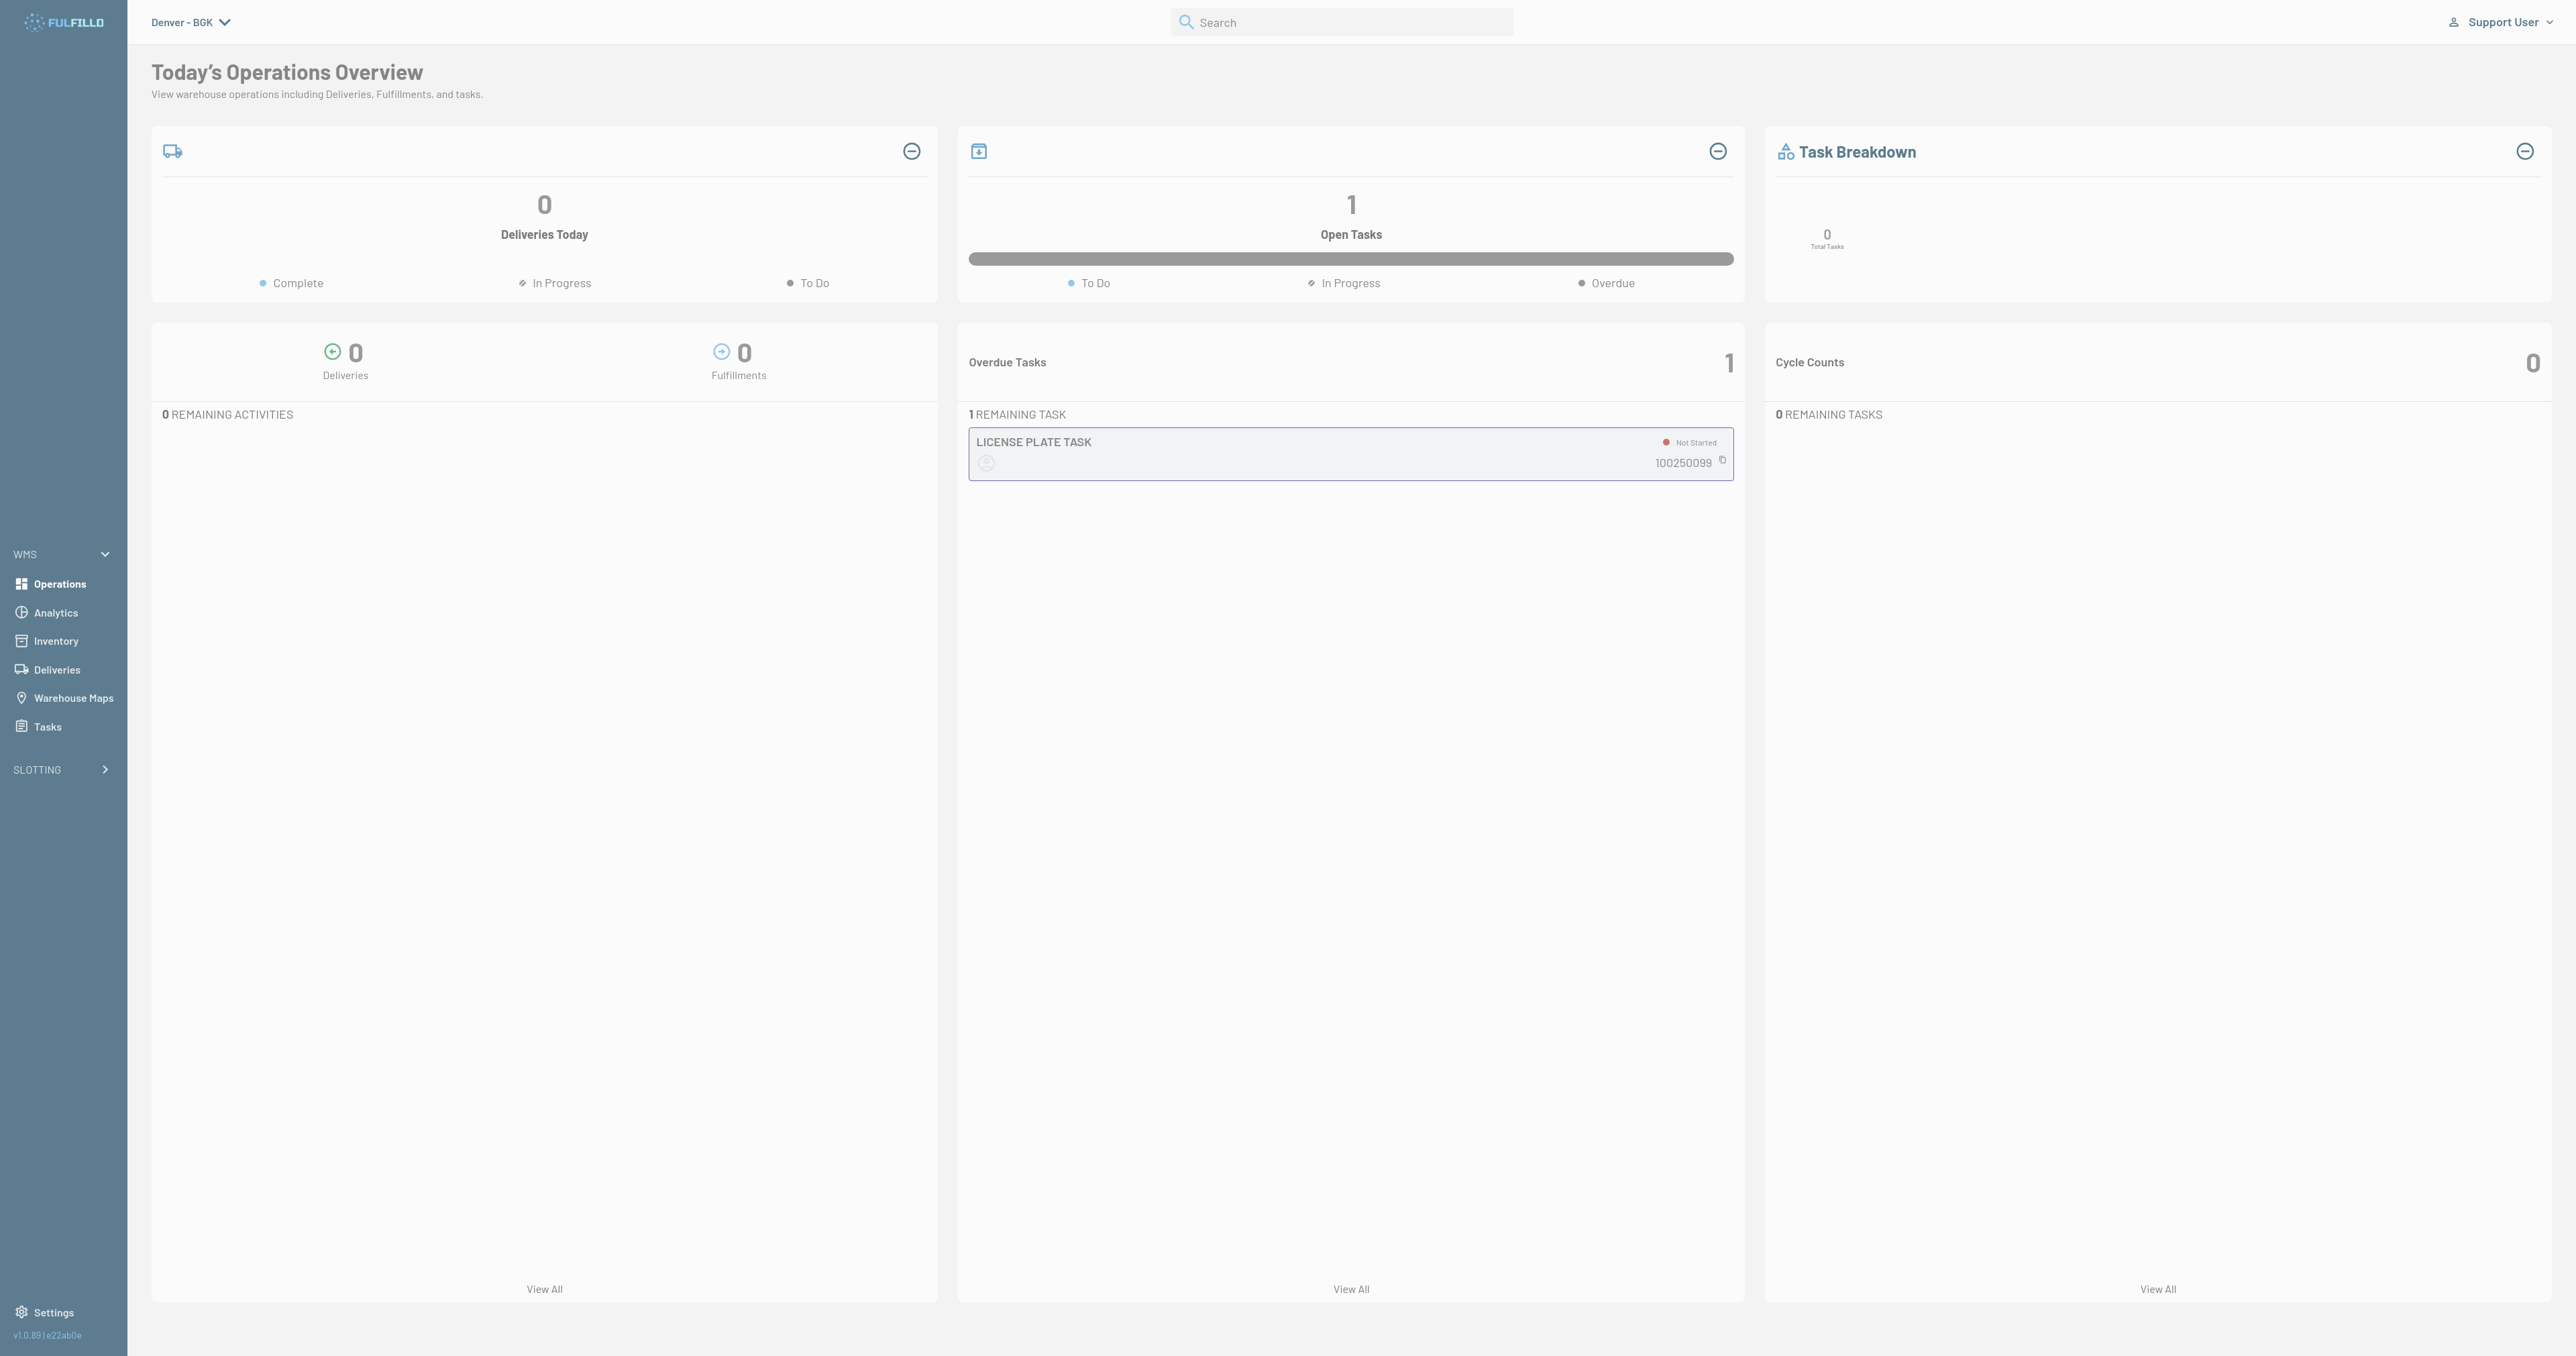 FULFILLD
Denver - BGK
Search
Support User
Today's Operations Overview
View warehouse operations including Deliveries, Fulfillments, and tasks.
0
Deliveries Today
Complete
In Progress
To Do
1
Open Tasks
To Do
In Progress
Overdue
Task Breakdown
0
Total Tasks
0
Deliveries
0
Fulfillments
0 REMAINING ACTIVITIES
View All
Overdue Tasks
1
1 REMAINING TASK
LICENSE PLATE TASK
Not Started
100250099
View All
Cycle Counts
0
0 REMAINING TASKS
View All
WMS
Operations
Analytics
Inventory
Deliveries
Warehouse Maps
Tasks
SLOTTING
Settings
v1.0.89 | e22ab0e